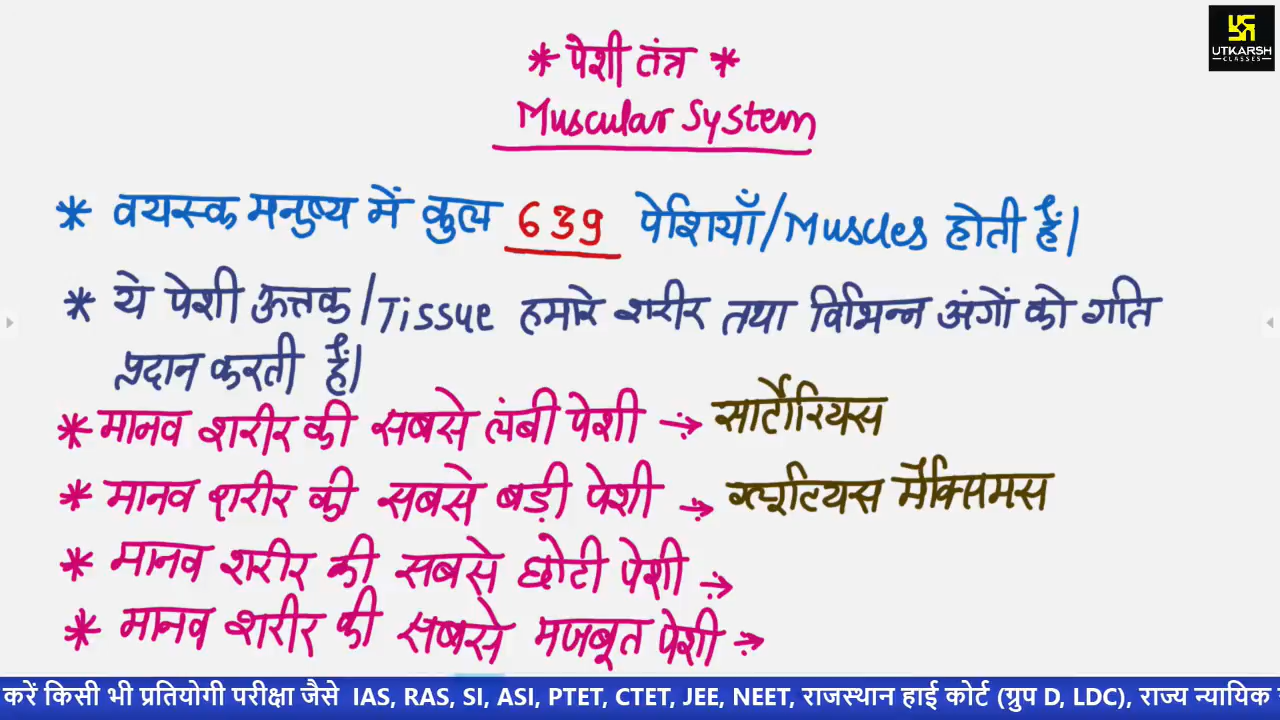 UTKARSH
CLASSES
* पेशी तंत्र *
Muscular System
* वयस्क मनुष्य में कुल 639 पेशियाँ/Muscles होती हैं।
* ये पेशी ऊत्तक/Tissue हमारे शरीर तथा विभिन्न अंगों को गति
प्रदान करती हैं।
* मानव शरीर की सबसे लंबी पेशी → सार्टोरियस
* मानव शरीर की सबसे बड़ी पेशी → ग्लूटियस मैक्सिमस
* मानव शरीर की सबसे छोटी पेशी →
* मानव शरीर की सबसे मजबूत पेशी →
करें किसी भी प्रतियोगी परीक्षा जैसे IAS, RAS, SI, ASI, PTET, CTET, JEE, NEET, राजस्थान हाई कोर्ट (ग्रुप D, LDC), राज्य न्यायिक